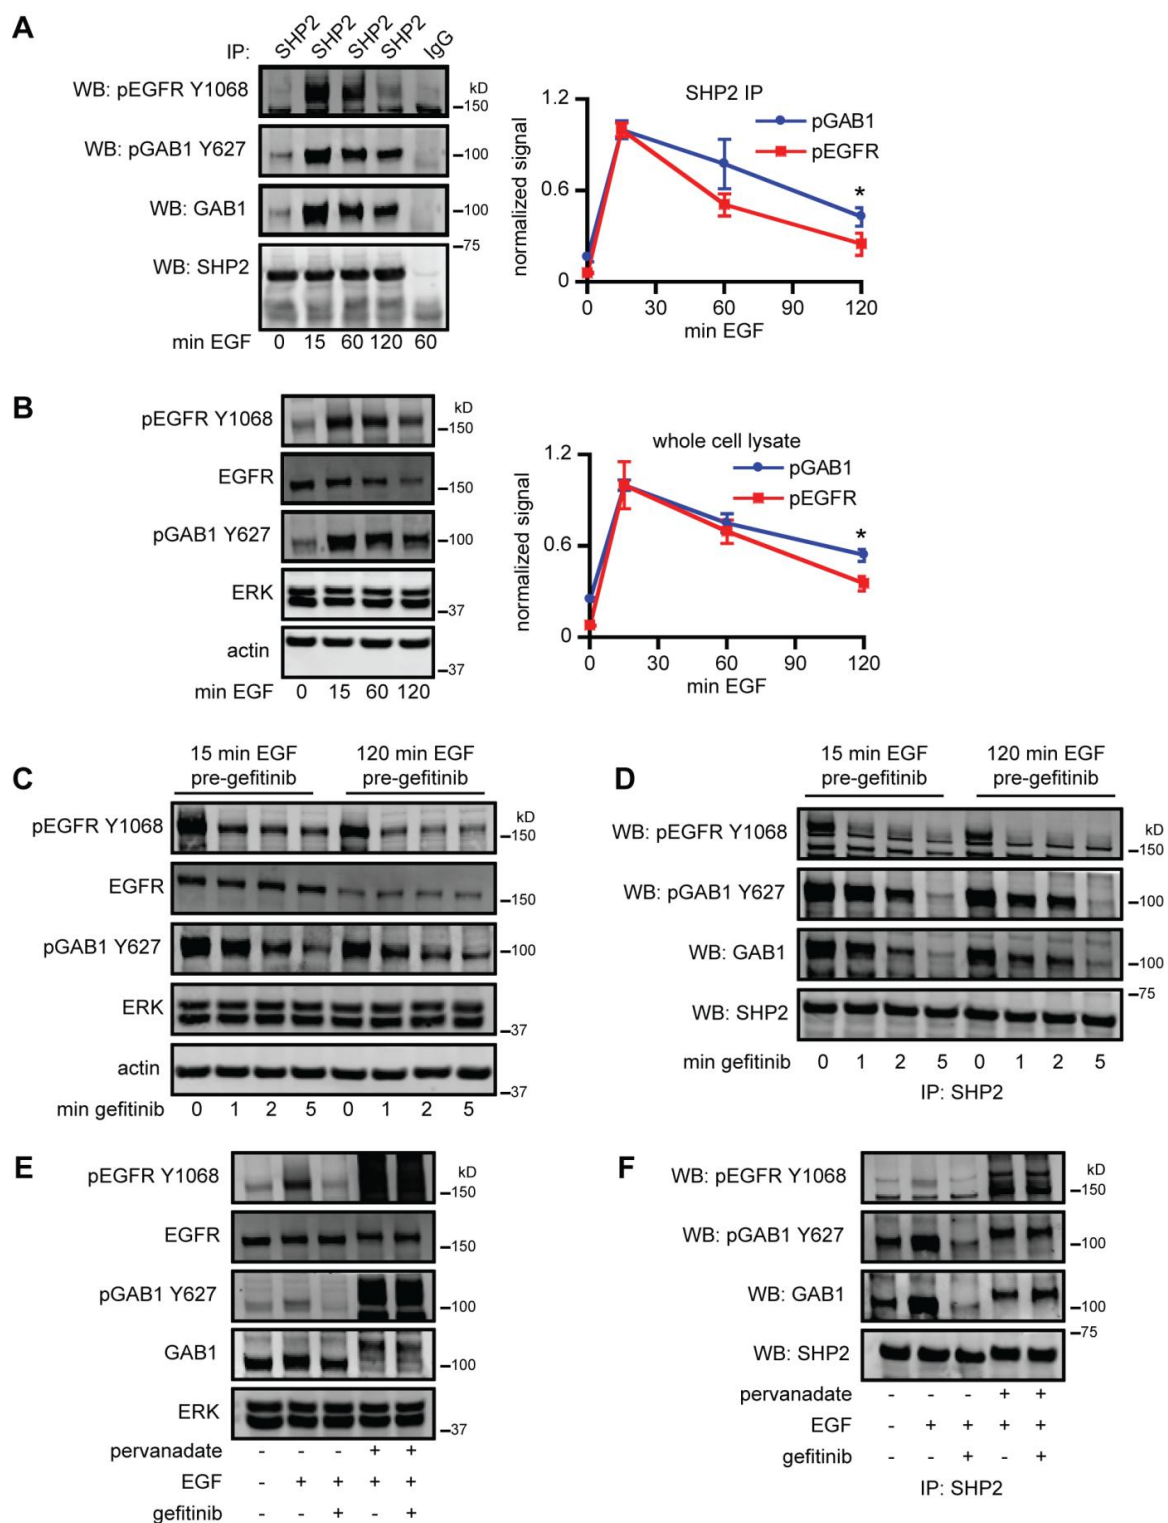 A
IP: SHP2 SHP2 SHP2 SHP2 IgG
WB: pEGFR Y1068
kD
150
WB: pGAB1 Y627
100
WB: GAB1
100
75
WB: SHP2
min EGF 0 15 60 120 60
SHP2 IP
pGAB1
pEGFR
*
normalized signal
1.2
0.6
0
0 30 60 90 120
min EGF
B
pEGFR Y1068
kD
150
EGFR
150
pGAB1 Y627
100
ERK
37
actin
37
min EGF 0 15 60 120
whole cell lysate
pGAB1
pEGFR
*
normalized signal
1.2
0.6
0
0 30 60 90 120
min EGF
C
15 min EGF pre-gefitinib
120 min EGF pre-gefitinib
pEGFR Y1068
kD
150
EGFR
150
pGAB1 Y627
100
ERK
37
actin
37
min gefitinib 0 1 2 5 0 1 2 5
D
15 min EGF pre-gefitinib
120 min EGF pre-gefitinib
WB: pEGFR Y1068
kD
150
WB: pGAB1 Y627
100
WB: GAB1
100
75
WB: SHP2
min gefitinib 0 1 2 5 0 1 2 5
IP: SHP2
E
pEGFR Y1068
kD
150
EGFR
150
pGAB1 Y627
100
GAB1
100
ERK
37
pervanadate - - - + +
EGF - + + + +
gefitinib - - + - +
F
WB: pEGFR Y1068
kD
150
WB: pGAB1 Y627
100
WB: GAB1
100
75
WB: SHP2
pervanadate - - - + +
EGF - + + + +
gefitinib - - + - +
IP: SHP2